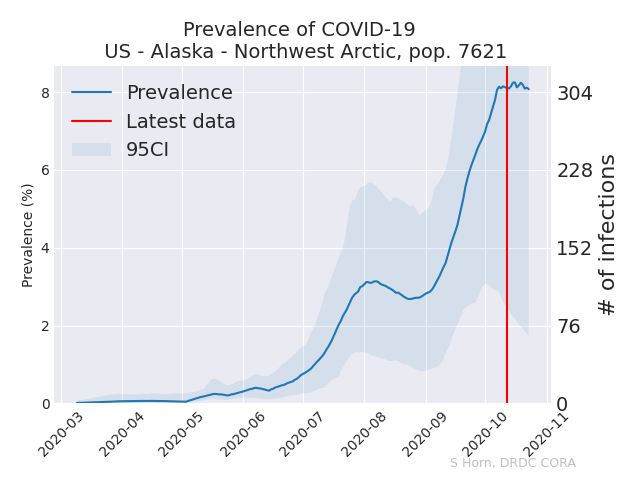 Prevalence of COVID-19
US - Alaska - Northwest Arctic, pop. 7621
Prevalence
Latest data
95CI
Prevalence (%)
8
6
4
2
0
304
228
152
76
0
# of infections
2020-03
2020-04
2020-05
2020-06
2020-07
2020-08
2020-09
2020-10
2020-11
S Horn, DRDC CORA